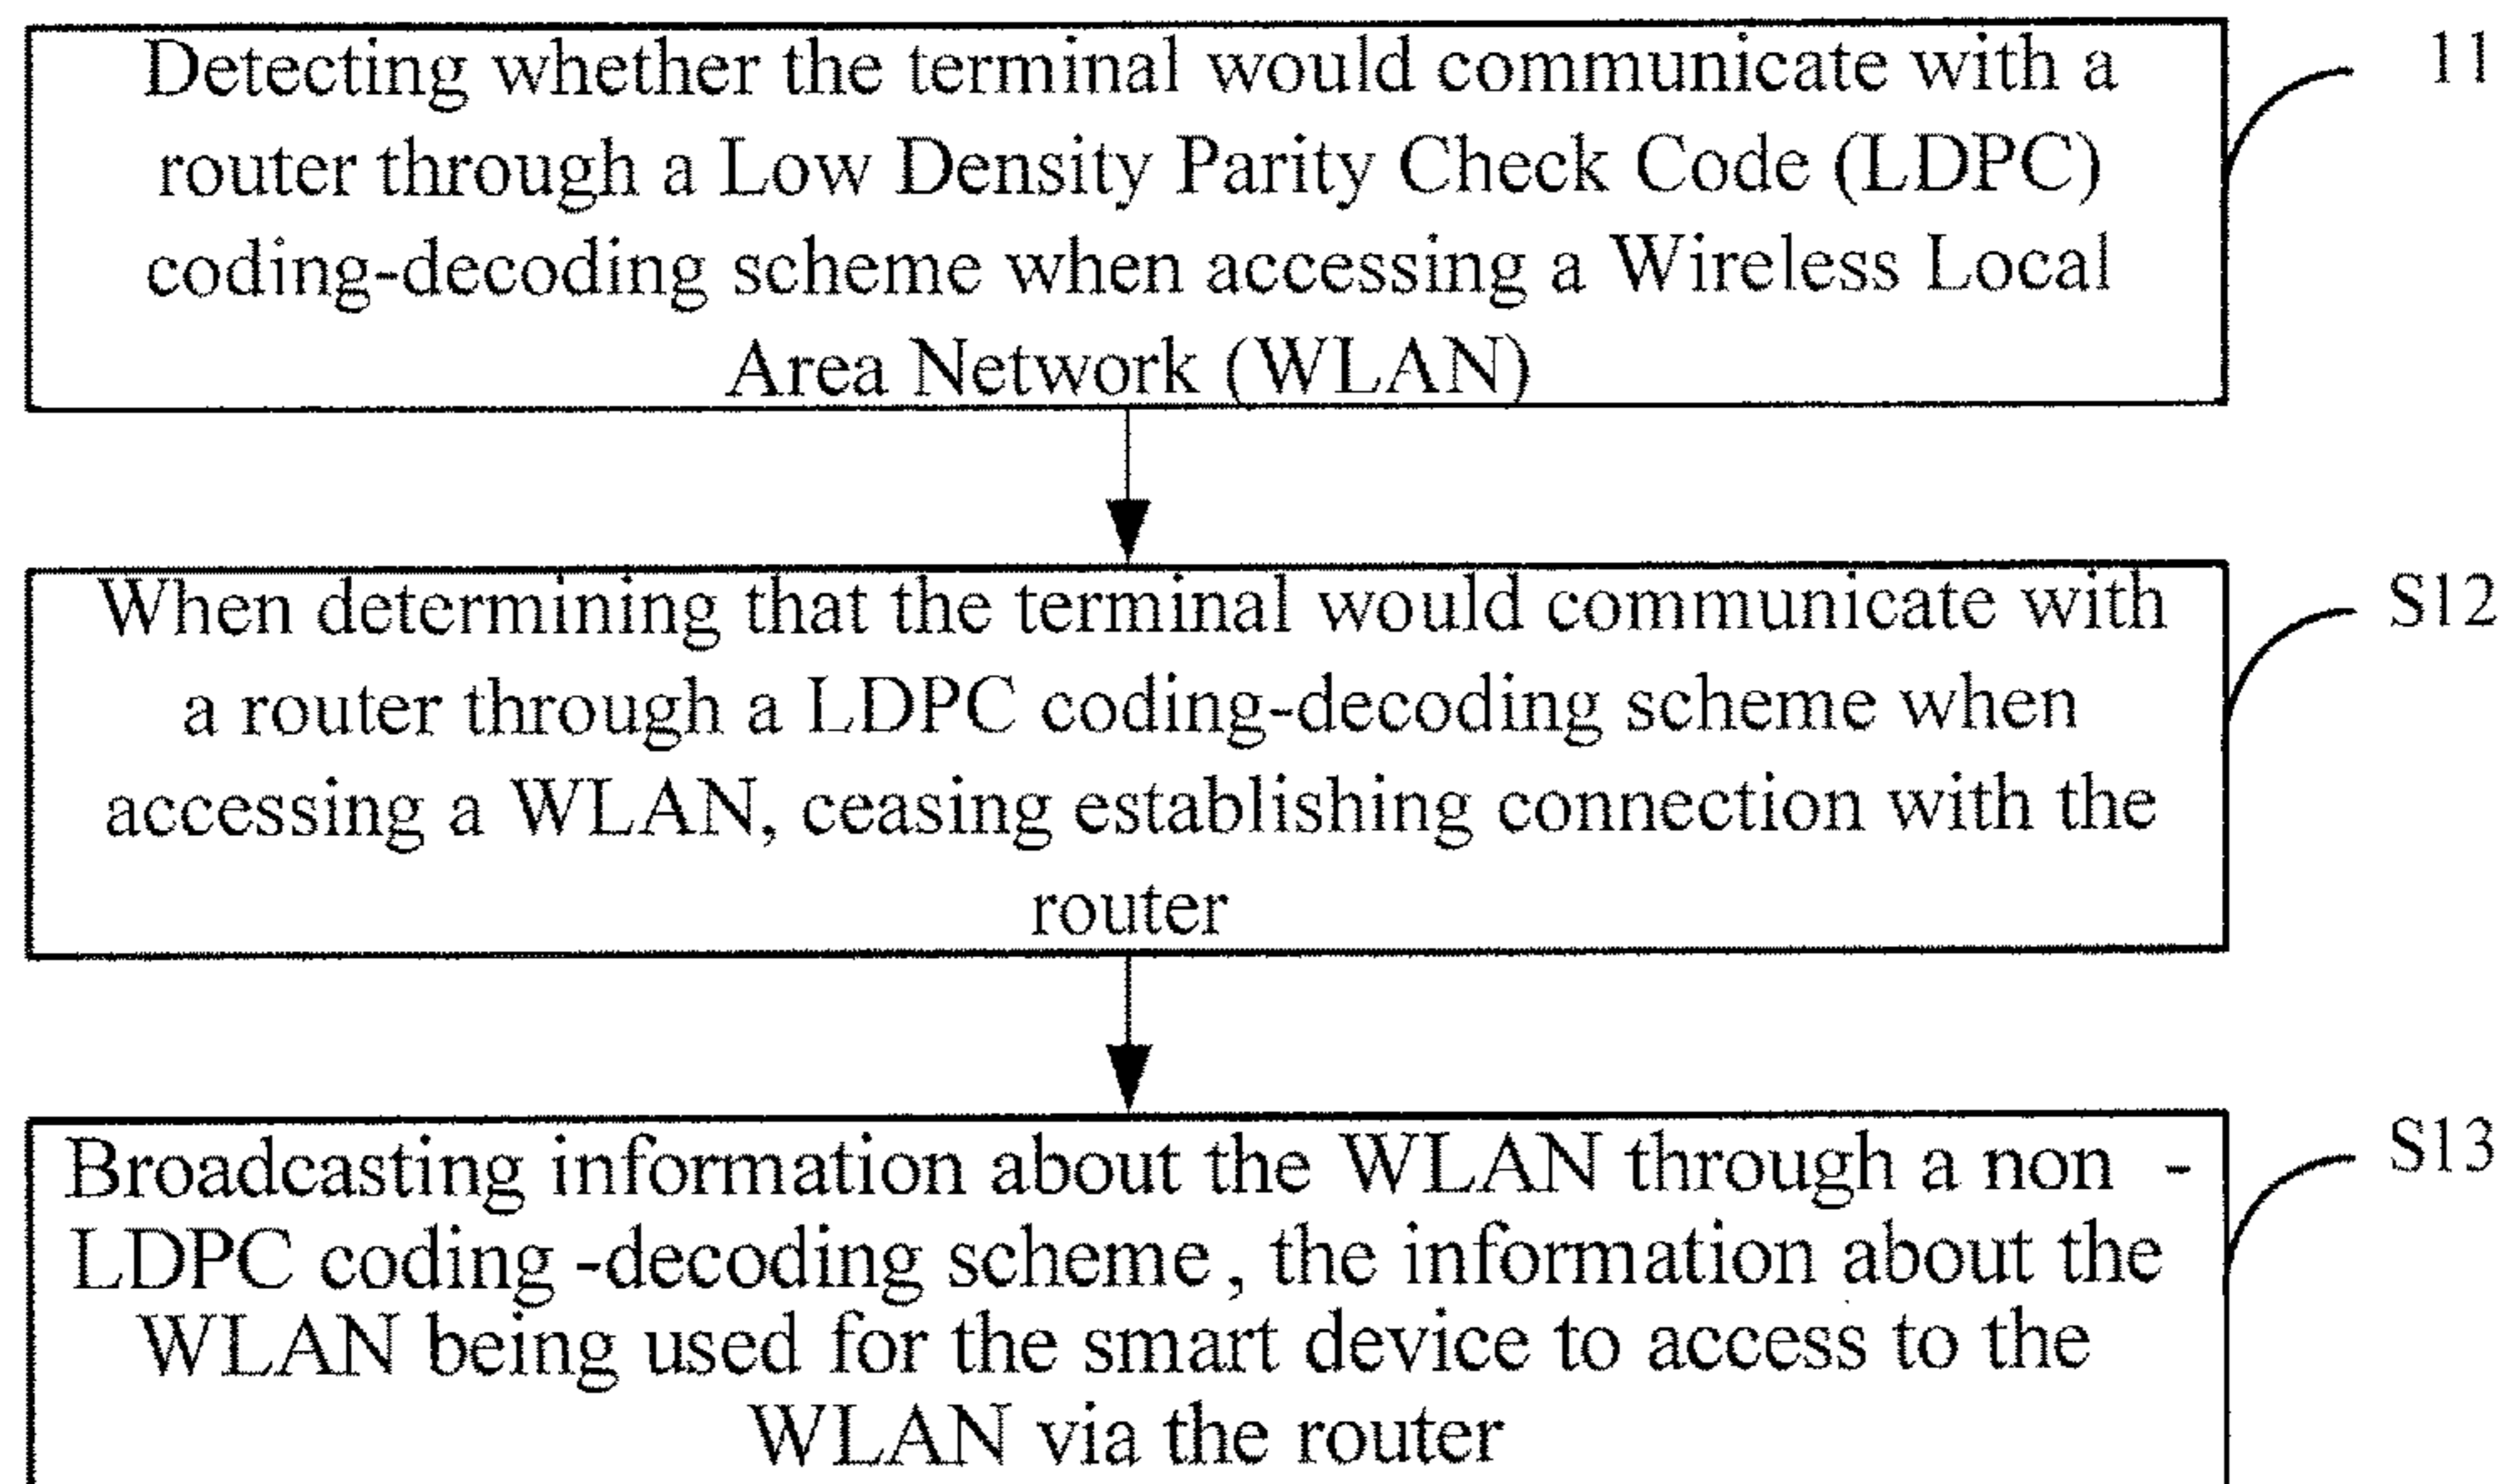 Detecting whether the terminal would communicate with a
11
router through a Low Density Parity Check Code (LDPC)
coding-decoding scheme when accessing a Wireless Local
Area Network (WLAN)
When determining that the terminal would communicate with
S12
a router through a LDPC coding-decoding scheme when
accessing a WLAN, ceasing establishing connection with the
router
Broadcasting information about the WLAN through a non -
S13
LDPC coding -decoding scheme, the information about the
WLAN being used for the smart device to access to the
WLAN via the router